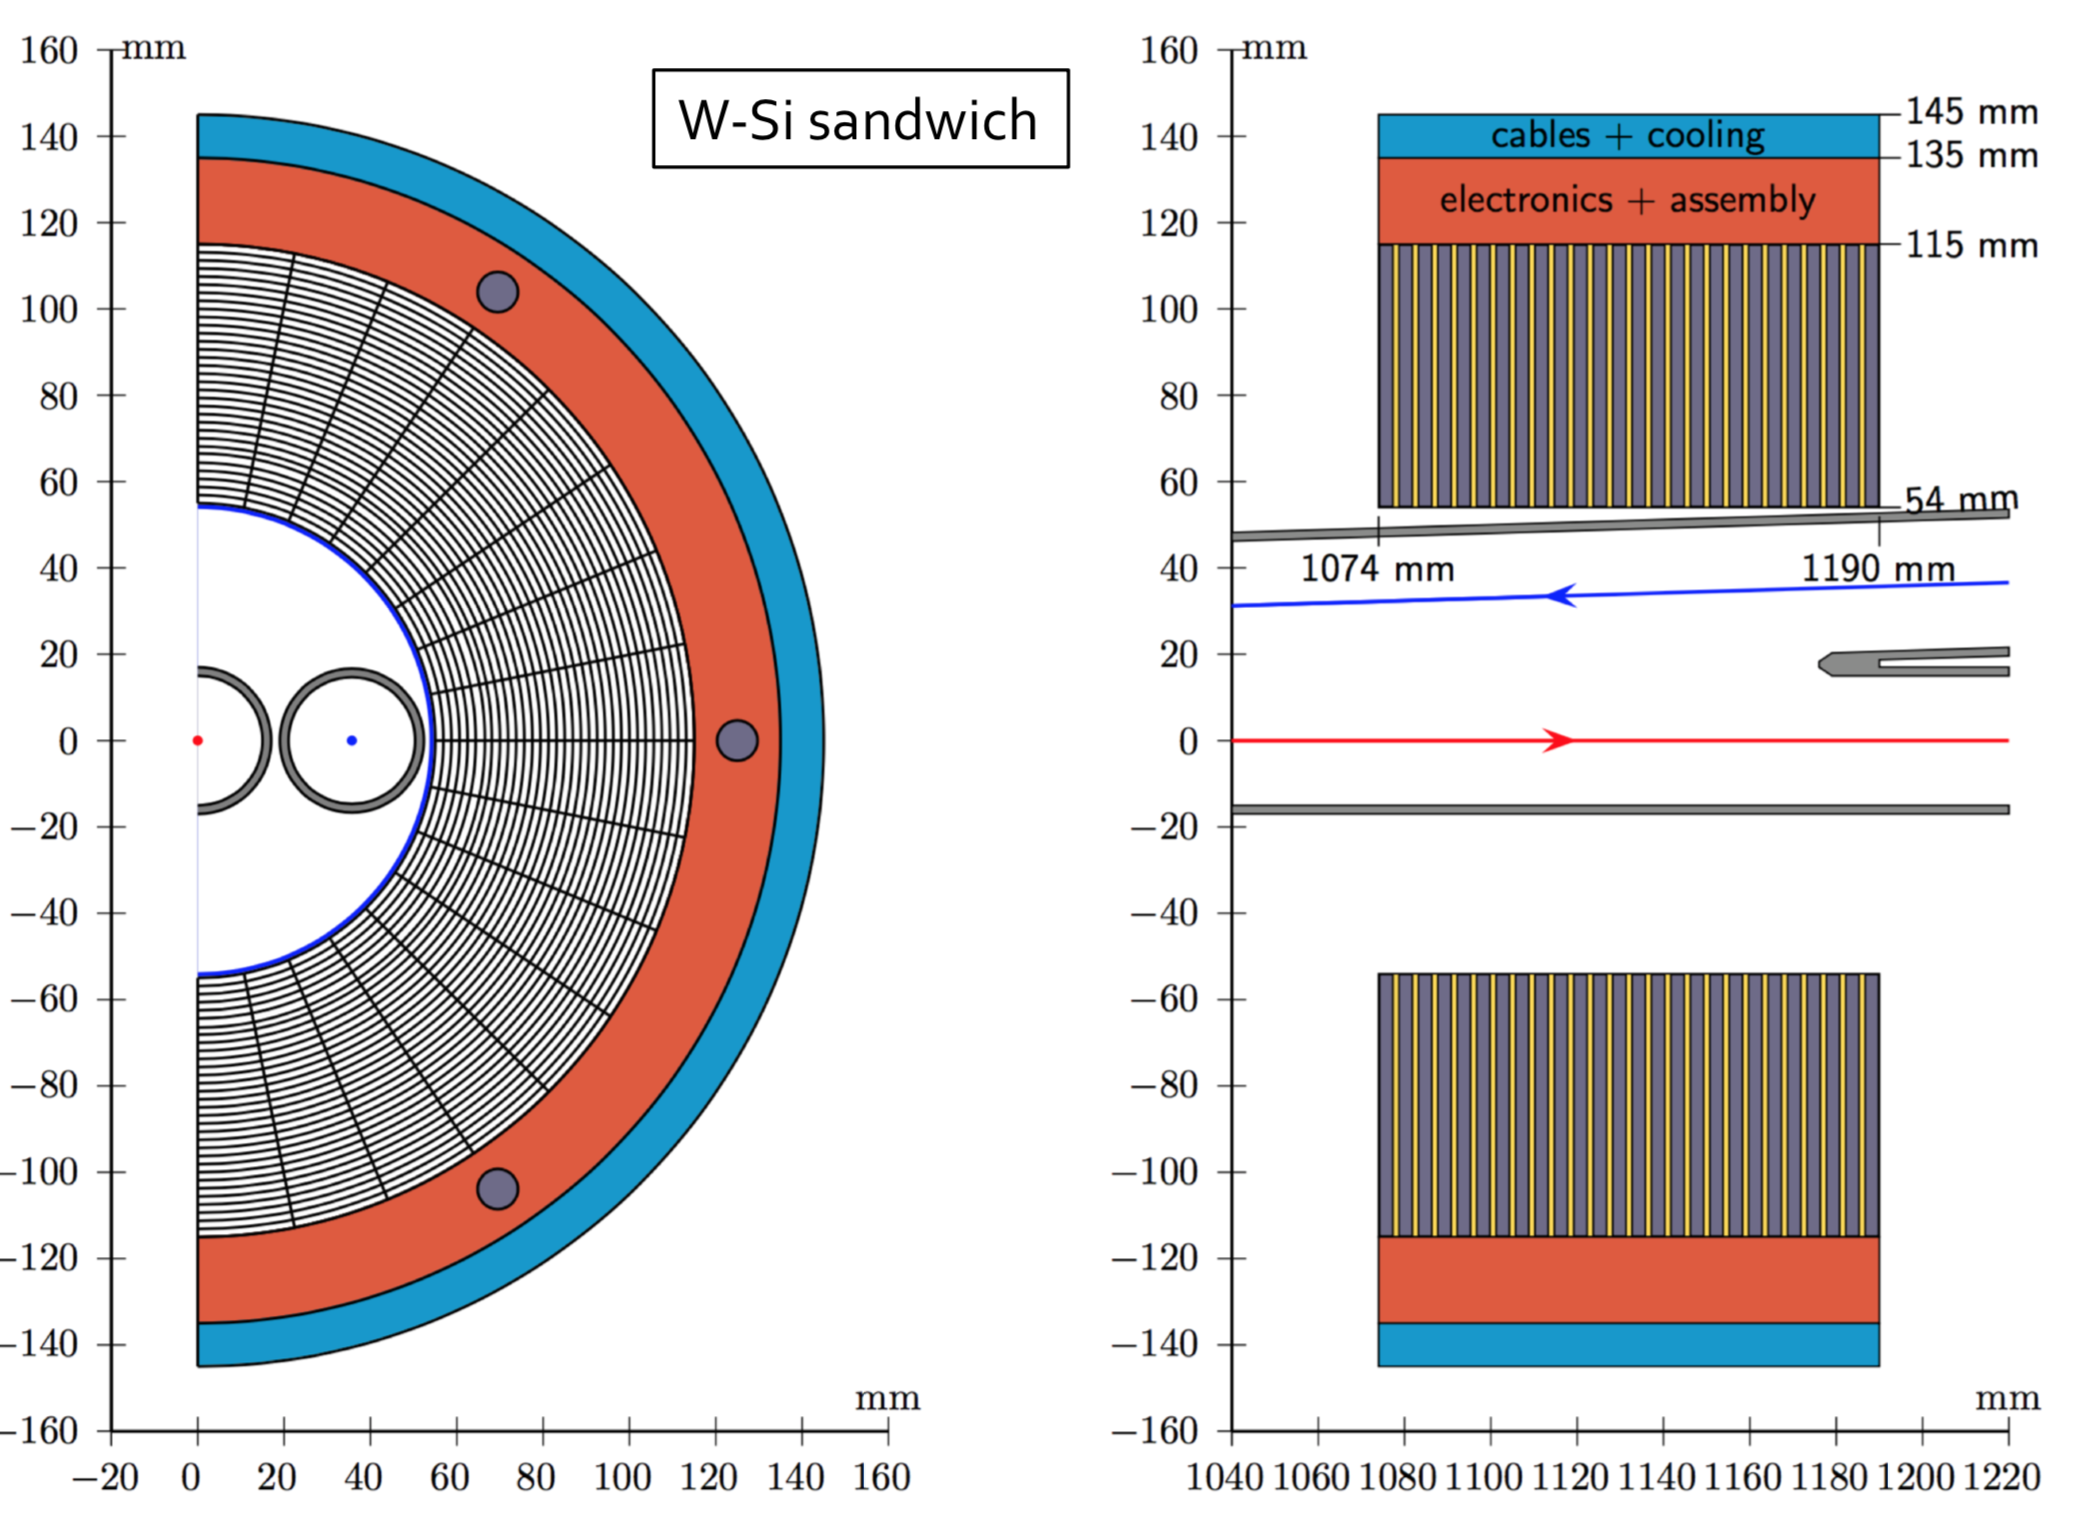 160 mm
W-Si sandwich
140
120
100
80
60
40
20
0
−20
−40
−60
−80
−100
−120
−140
mm
−160
−20 0 20 40 60 80 100 120 140 160
160 mm
145 mm
140 cables + cooling
135 mm
electronics + assembly
120
115 mm
100
80
60
54 mm
40 1074 mm 1190 mm
20
0
−20
−40
−60
−80
−100
−120
−140
mm
−160
1040 1060 1080 1100 1120 1140 1160 1180 1200 1220